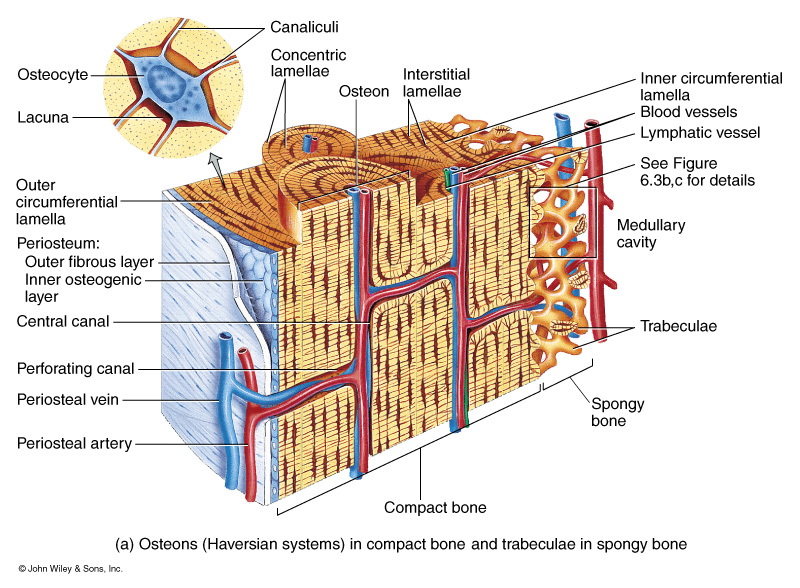 Canaliculi
Osteocyte
Lacuna
Concentric
lamellae
Osteon
Interstitial
lamellae
Inner circumferential
lamella
Blood vessels
Lymphatic vessel
See Figure
6.3b,c for details
Medullary
cavity
Trabeculae
Spongy
bone
Outer
circumferential
lamella
Periosteum:
Outer fibrous layer
Inner osteogenic
layer
Central canal
Perforating canal
Periosteal vein
Periosteal artery
Compact bone
(a) Osteons (Haversian systems) in compact bone and trabeculae in spongy bone
© John Wiley & Sons, Inc.